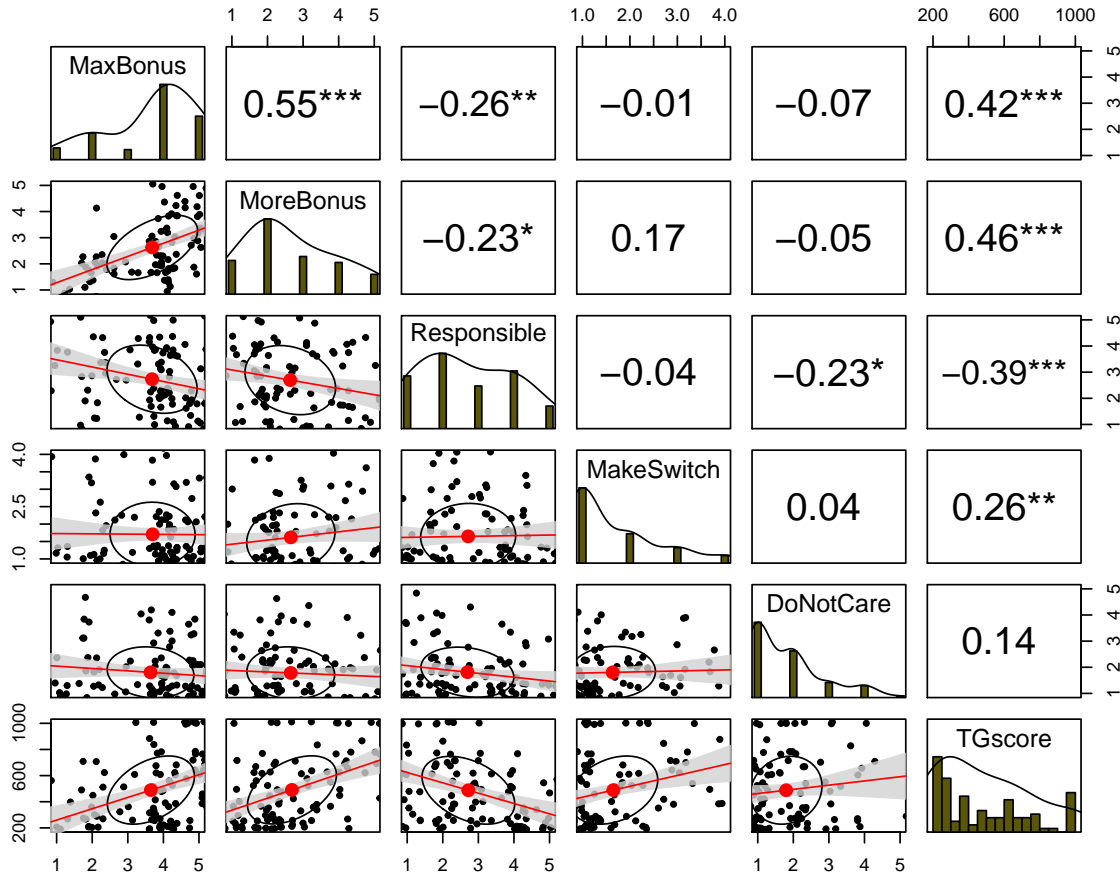 1 2 3 4 5 1.0 2.0 3.0 4.0 200 600 1000
MaxBonus 0.55*** −0.26** −0.01 −0.07 0.42*** 1 2 3 4 5
1 2 3 4 5 MoreBonus −0.23* 0.17 −0.05 0.46***
Responsible −0.04 −0.23* −0.39*** 1 2 3 4 5
1.0 2.5 4.0 MakeSwitch 0.04 0.26**
DoNotCare 0.14 1 2 3 4 5
200 600 1000 TGscore
1 2 3 4 5 1 2 3 4 5 1 2 3 4 5